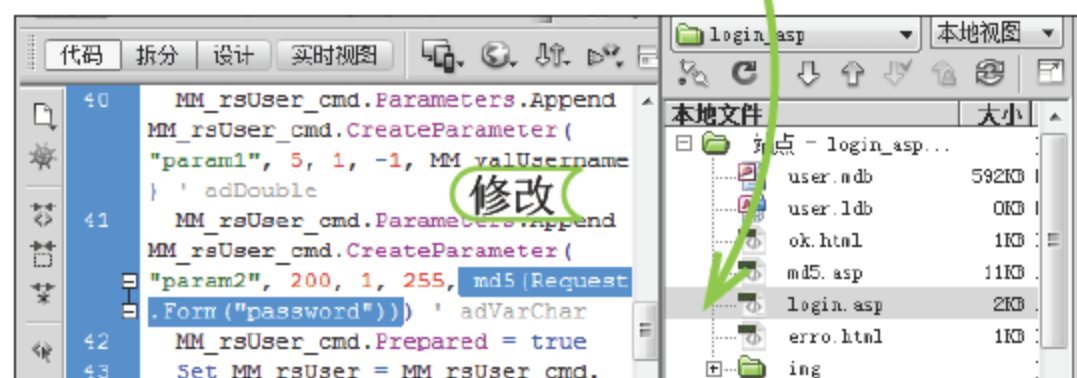 代码 拆分 设计 实时视图
40 MM_rsUser_cmd.Parameters.Append
MM_rsUser_cmd.CreateParameter(
"param1", 5, 1, -1, MM_valUsername
) ' adDouble
修改
41 MM_rsUser_cmd.Parameters.Append
MM_rsUser_cmd.CreateParameter(
"param2", 200, 1, 255, md5(Request
.Form("password"))) ' adVarChar
42 MM_rsUser_cmd.Prepared = true
43 Set MM_rsUser = MM_rsUser_cmd.
login_asp 本地视图
本地文件 大小
站点 - login_asp...
user.mdb 592KB
user.ldb 0KB
ok.html 1KB
md5.asp 11KB
login.asp 2KB
erro.html 1KB
img